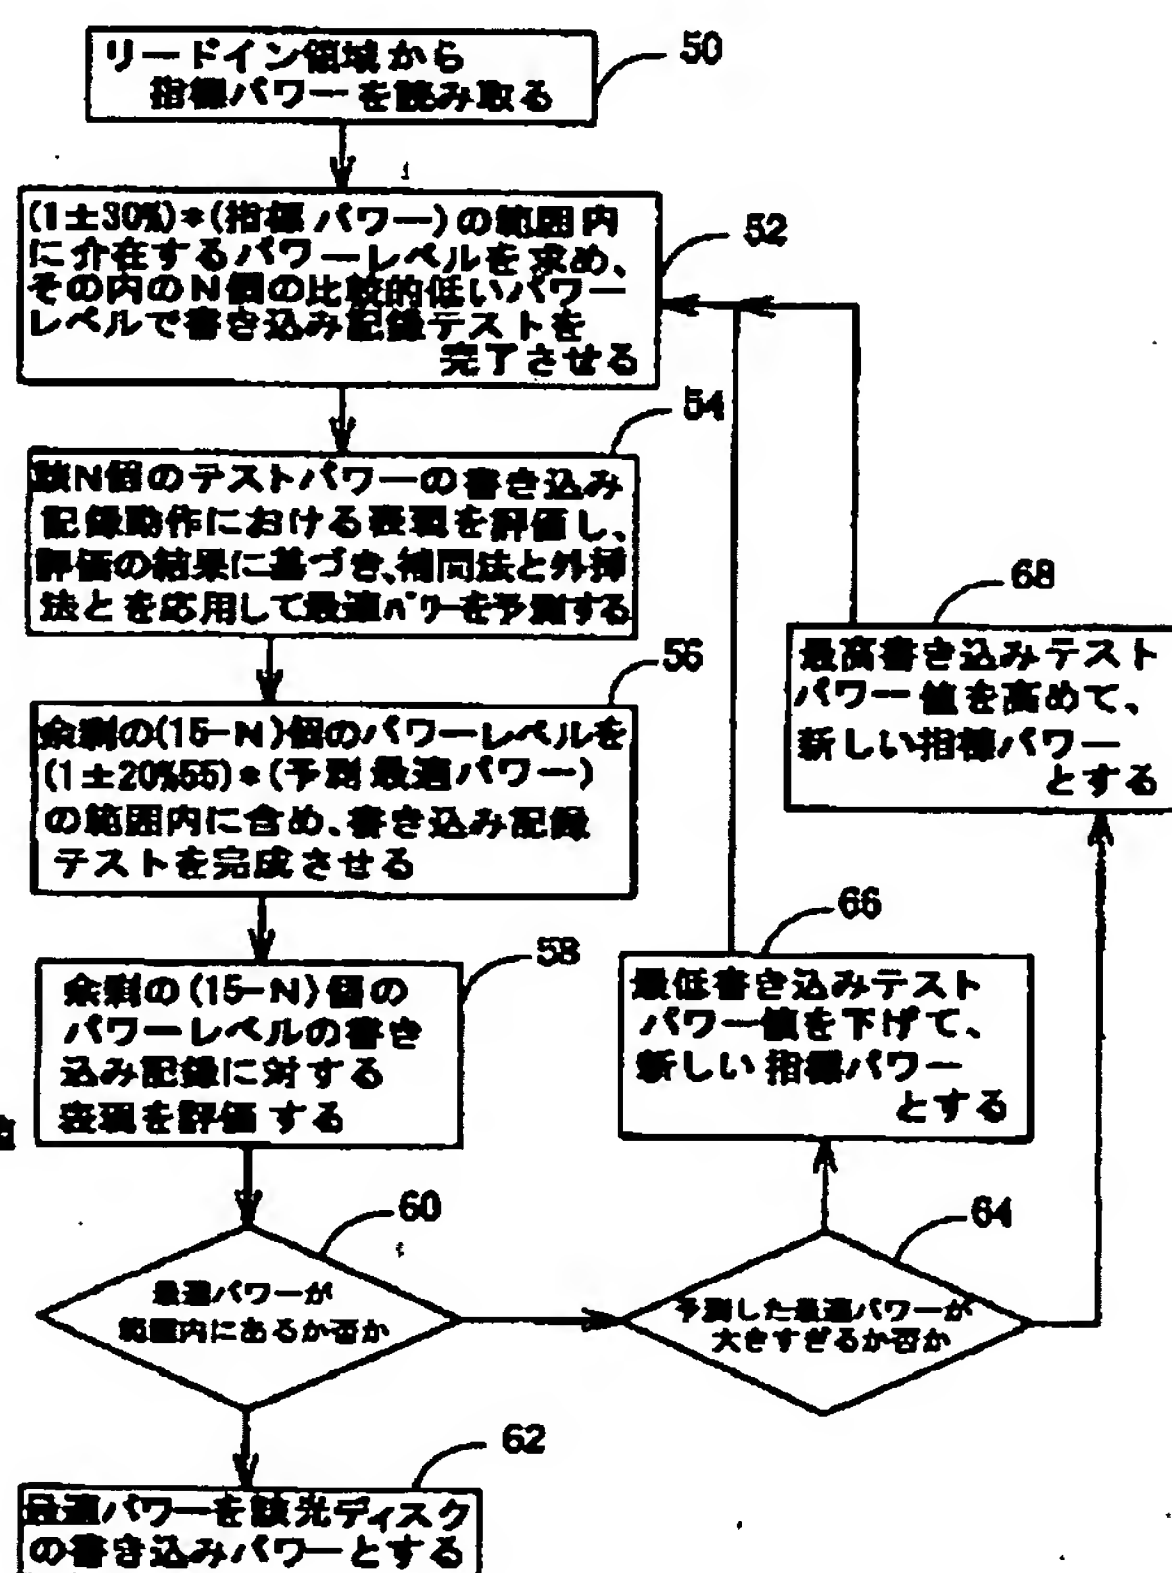 リードイン領域から
指標パワーを読み取る
50
(1±30%)*(指標パワー)の範囲内
に介在するパワーレベルを求め、
その内のN個の比較的低いパワー
レベルで書き込み記録テストを
完了させる
52
該N個のテストパワーの書き込み
記録動作における表現を評価し、
評価の結果に基づき、補間法と外挿
法とを応用して最適パワーを予測する
54
余剰の(15-N)個のパワーレベルを
(1±20%55)*(予測最適パワー)
の範囲内に含め、書き込み記録
テストを完成させる
56
余剰の(15-N)個の
パワーレベルの書き
込み記録に対する
表現を評価する
58
最適パワーが
範囲内にあるか否か
60
最適パワーを該光ディスク
の書き込みパワーとする
62
予測した最適パワーが
大きすぎるか否か
64
最低書き込みテスト
パワー値を下げて、
新しい指標パワー
とする
66
最高書き込みテスト
パワー値を高めて、
新しい指標パワー
とする
68